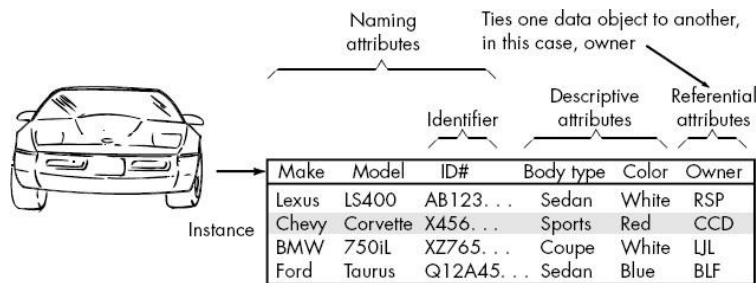 Naming
attributes
Ties one data object to another,
in this case, owner
Identifier
Descriptive
attributes
Referential
attributes
Instance
Make Model ID# Body type Color Owner
Lexus LS400 AB123. . . Sedan White RSP
Chevy Corvette X456. . . Sports Red CCD
BMW 750iL XZ765. . . Coupe White LJL
Ford Taurus Q12A45. . . Sedan Blue BLF